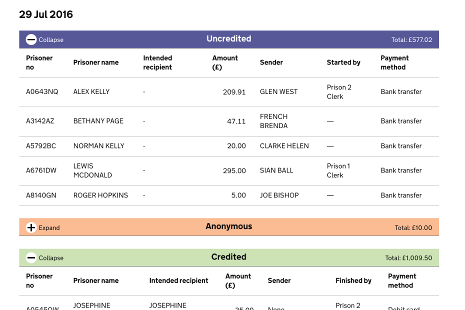 29 Jul 2016
Collapse Uncredited Total: £577.02
Prisoner no Prisoner name Intended recipient Amount (£) Sender Started by Payment method
A0643NQ ALEX KELLY - 209.91 GLEN WEST Prison 2 Clerk Bank transfer
A3142AZ BETHANY PAGE - 47.11 FRENCH BRENDA — Bank transfer
A5792BC NORMAN KELLY - 20.00 CLARKE HELEN — Bank transfer
A6761DW LEWIS MCDONALD - 295.00 SIAN BALL Prison 1 Clerk Bank transfer
A8140GN ROGER HOPKINS - 5.00 JOE BISHOP — Bank transfer
Expand Anonymous Total: £10.00
Collapse Credited Total: £1,009.50
Prisoner no Prisoner name Intended recipient Amount (£) Sender Finished by Payment method
JOSEPHINE JOSEPHINE None Prison 2 Debit card